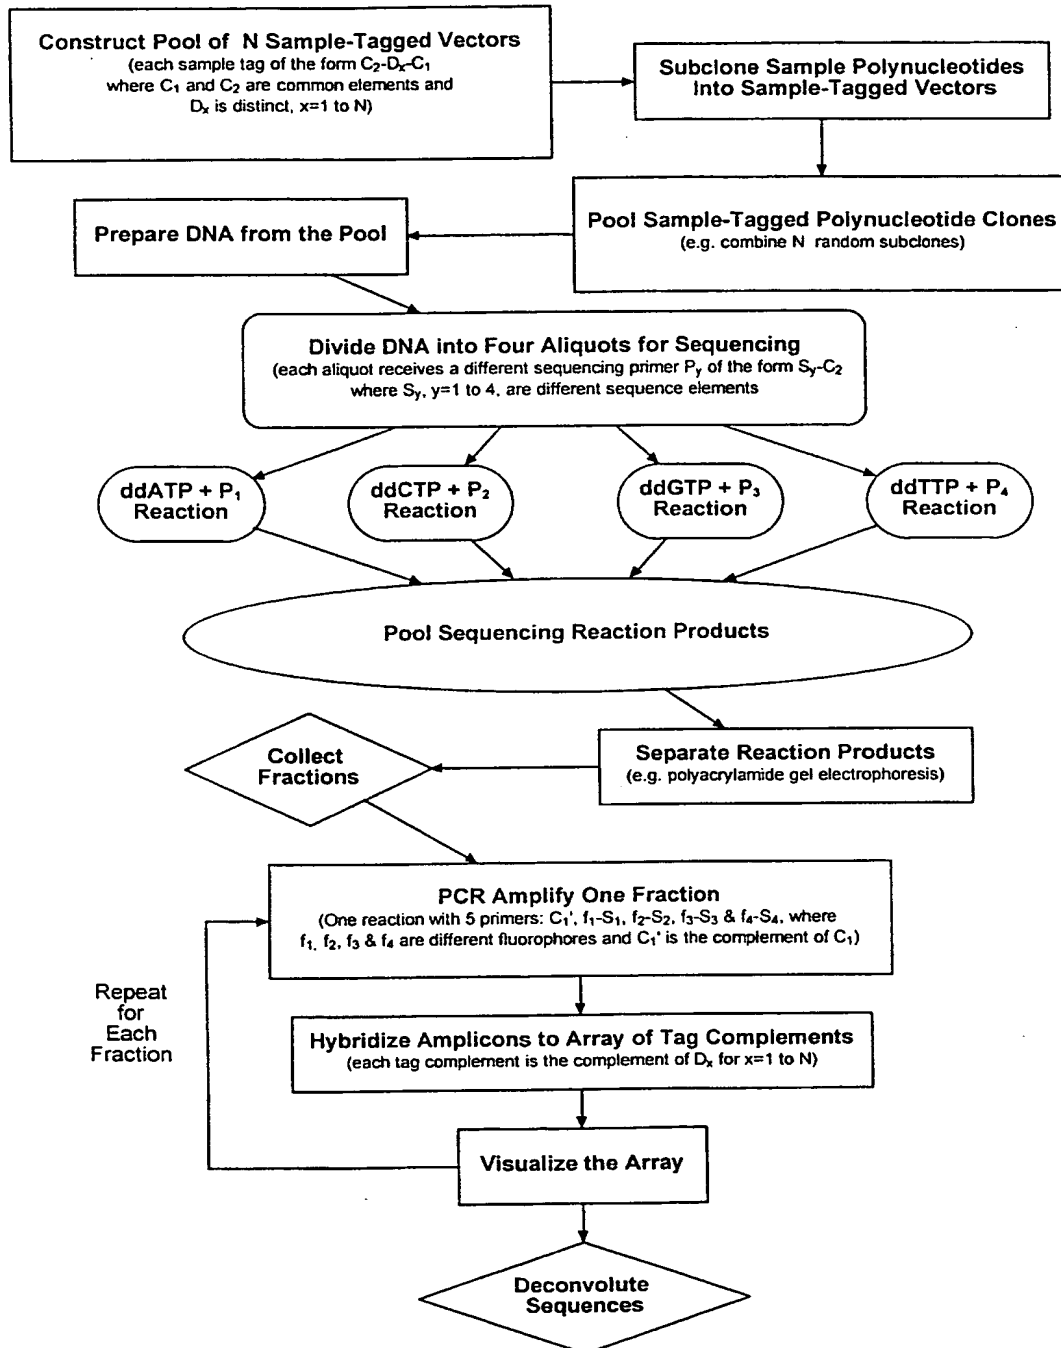 Construct Pool of N Sample-Tagged Vectors
(each sample tag of the form C₂-Dₓ-C₁
where C₁ and C₂ are common elements and
Dₓ is distinct, x=1 to N)
Subclone Sample Polynucleotides
Into Sample-Tagged Vectors
Pool Sample-Tagged Polynucleotide Clones
(e.g. combine N random subclones)
Prepare DNA from the Pool
Divide DNA into Four Aliquots for Sequencing
(each aliquot receives a different sequencing primer Pᵧ of the form Sᵧ-C₂
where Sᵧ, y=1 to 4, are different sequence elements
ddATP + P₁
Reaction
ddCTP + P₂
Reaction
ddGTP + P₃
Reaction
ddTTP + P₄
Reaction
Pool Sequencing Reaction Products
Separate Reaction Products
(e.g. polyacrylamide gel electrophoresis)
Collect
Fractions
PCR Amplify One Fraction
(One reaction with 5 primers: C₁', f₁-S₁, f₂-S₂, f₃-S₃ & f₄-S₄, where
f₁, f₂, f₃ & f₄ are different fluorophores and C₁' is the complement of C₁)
Repeat
for
Each
Fraction
Hybridize Amplicons to Array of Tag Complements
(each tag complement is the complement of Dₓ for x=1 to N)
Visualize the Array
Deconvolute
Sequences